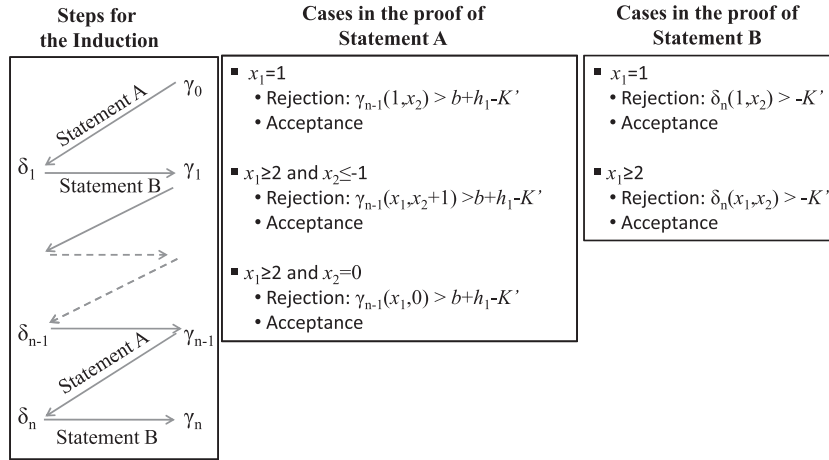 Steps for
the Induction
γ0
Statement A
δ1
Statement B
γ1
δn-1
γn-1
Statement A
δn
Statement B
γn
Cases in the proof of
Statement A
▪ x1=1
• Rejection: γn-1(1,x2) > b+h1-K’
• Acceptance
▪ x1≥2 and x2≤-1
• Rejection: γn-1(x1,x2+1) >b+h1-K’
• Acceptance
▪ x1≥2 and x2=0
• Rejection: γn-1(x1,0) > b+h1-K’
• Acceptance
Cases in the proof of
Statement B
▪ x1=1
• Rejection: δn(1,x2) > -K’
• Acceptance
▪ x1≥2
• Rejection: δn(x1,x2) > -K’
• Acceptance